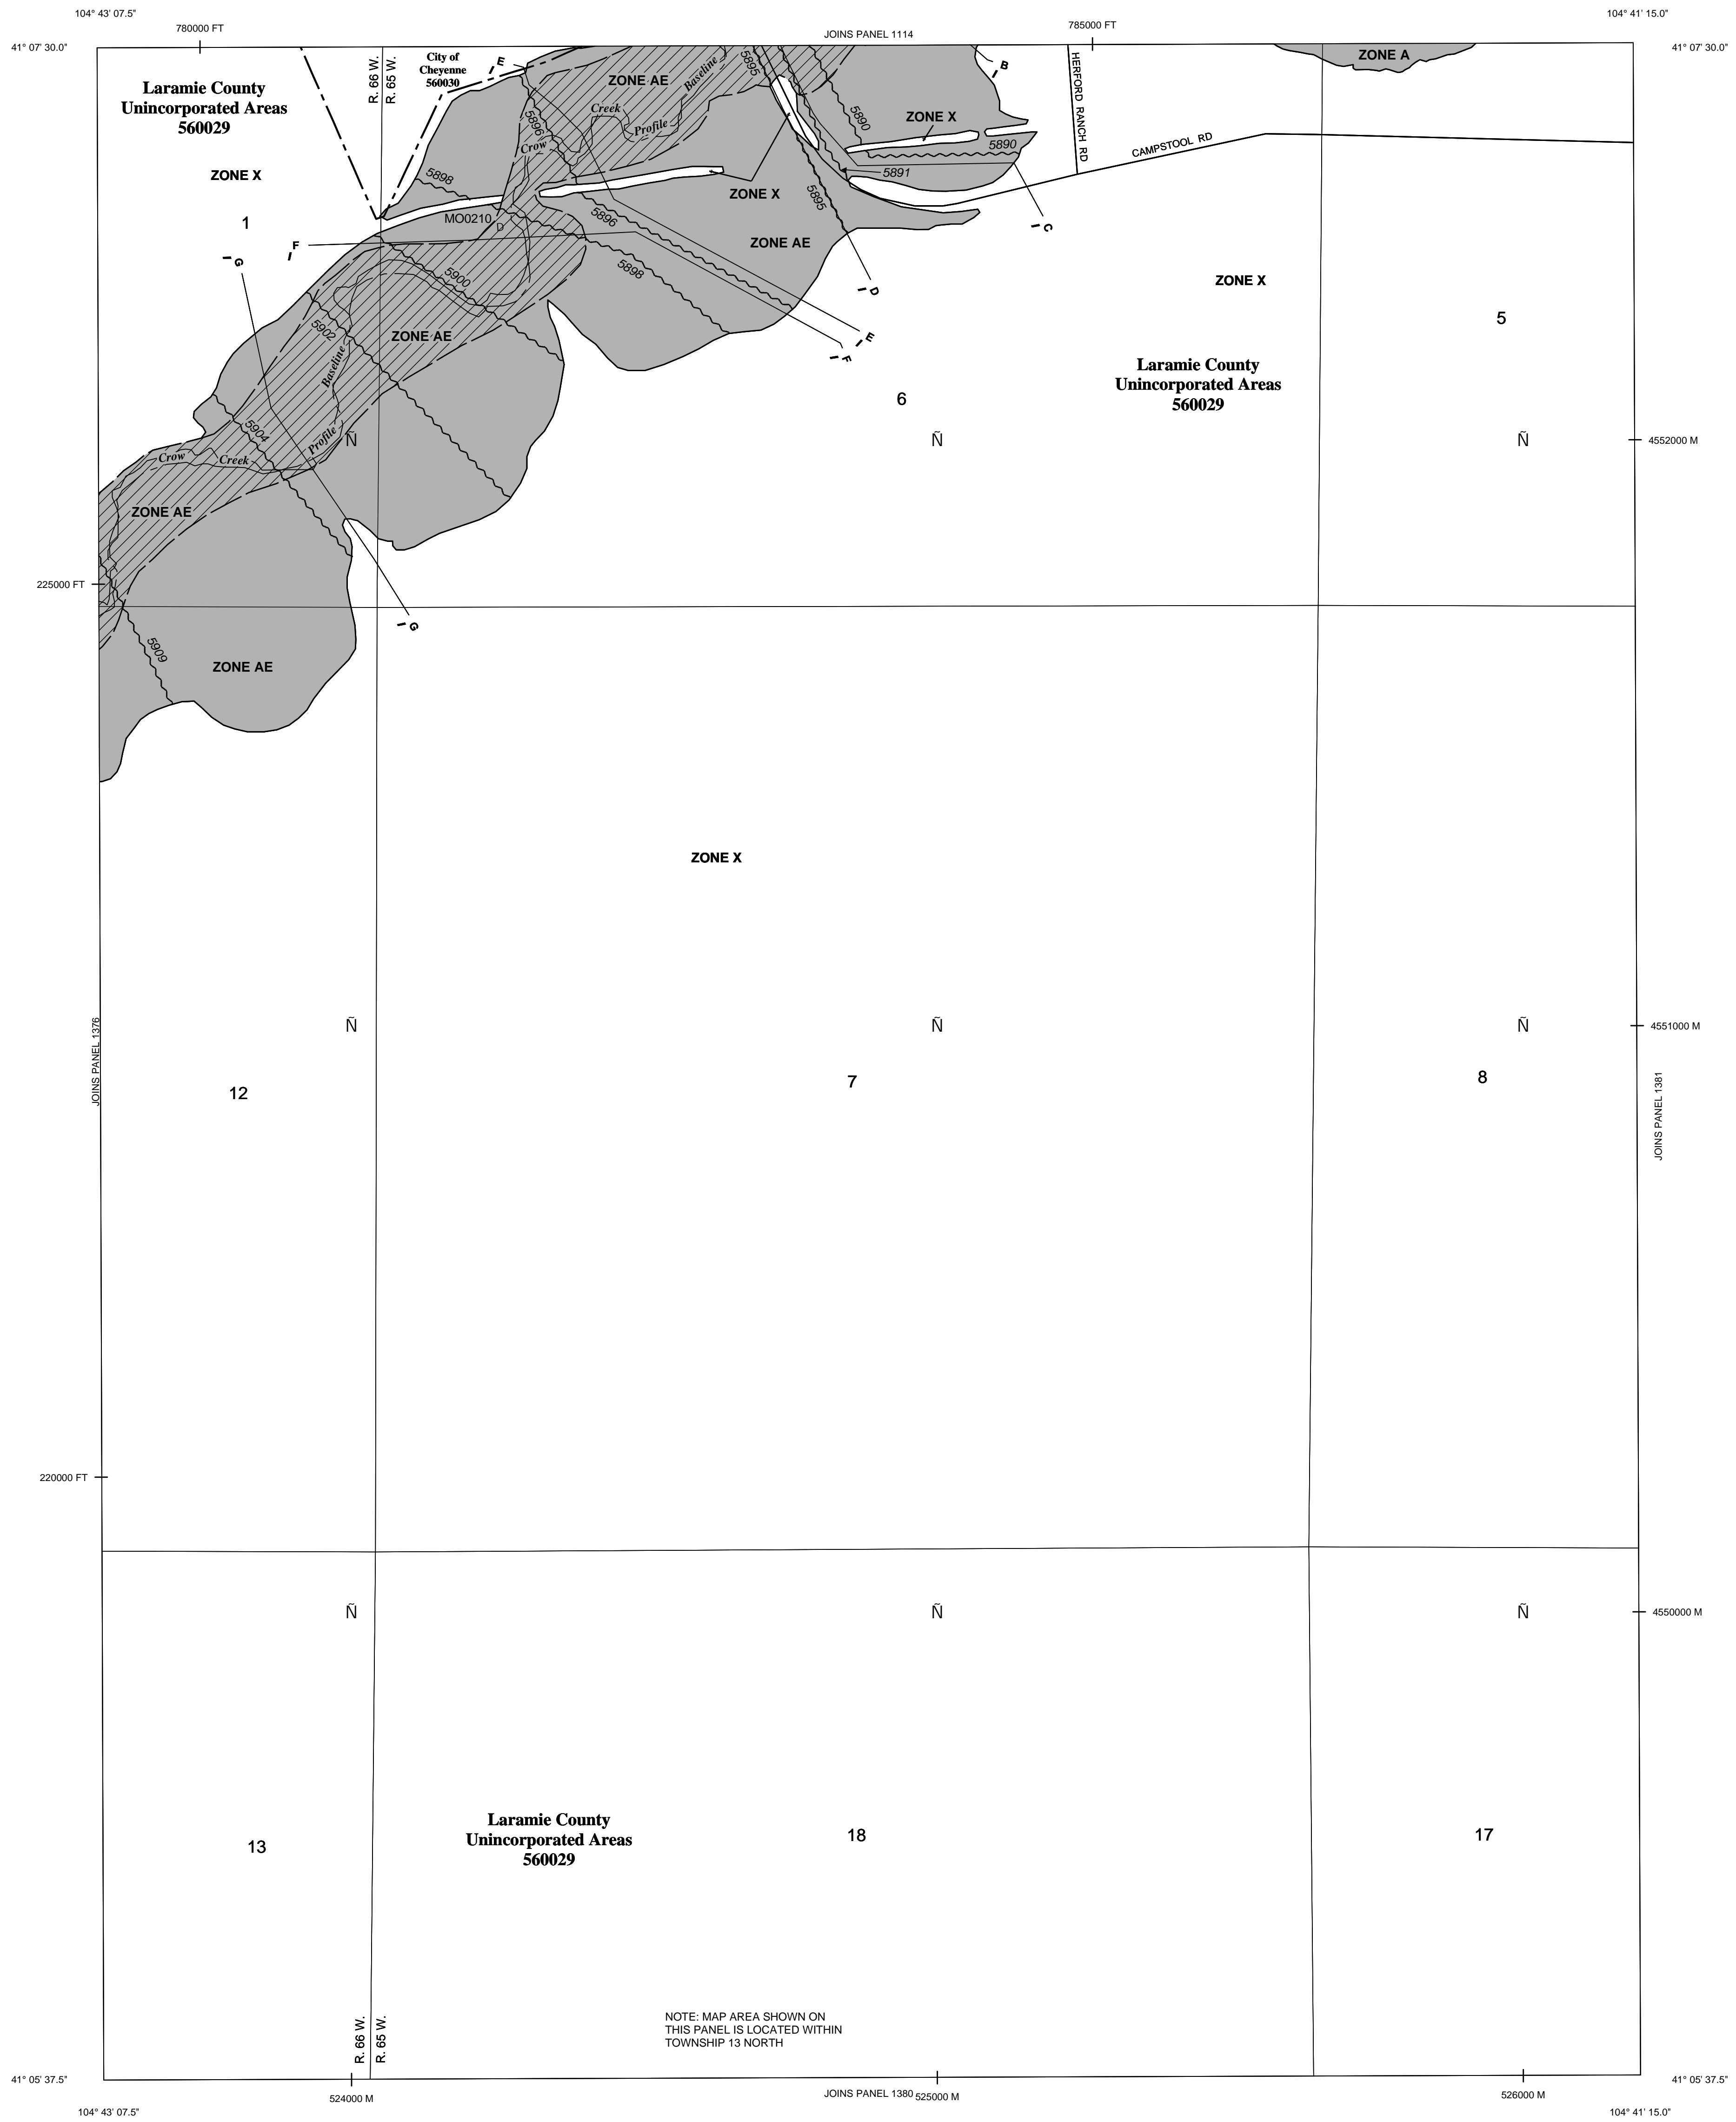 104° 43' 07.5"
104° 41' 15.0"
780000 FT
785000 FT
JOINS PANEL 1114
41° 07' 30.0"
41° 07' 30.0"
City of
Cheyenne
560030
R. 66 W.
R. 65 W.
Laramie County
Unincorporated Areas
560029
E
ZONE AE
Baseline
5895
B
HERFORD RANCH RD
ZONE A
Creek
Profile
5896
Crow
5890
ZONE X
5890
CAMPSTOOL RD
ZONE X
5898
5891
ZONE X
5895
MO0210
D
5896
1
C
F
ZONE AE
G
5898
5900
ZONE X
D
5902
ZONE AE
5
E
F
Baseline
Laramie County
Unincorporated Areas
560029
6
5904
Profile
Ñ
Ñ
Ñ
4552000 M
Crow
Creek
ZONE AE
225000 FT
G
5909
ZONE AE
ZONE X
JOINS PANEL 1376
Ñ
Ñ
Ñ
4551000 M
12
7
8
JOINS PANEL 1381
220000 FT
Ñ
Ñ
Ñ
4550000 M
Laramie County
Unincorporated Areas
560029
13
18
17
R. 66 W.
R. 65 W.
NOTE: MAP AREA SHOWN ON
THIS PANEL IS LOCATED WITHIN
TOWNSHIP 13 NORTH
41° 05' 37.5"
41° 05' 37.5"
524000 M
JOINS PANEL 1380
525000 M
526000 M
104° 43' 07.5"
104° 41' 15.0"